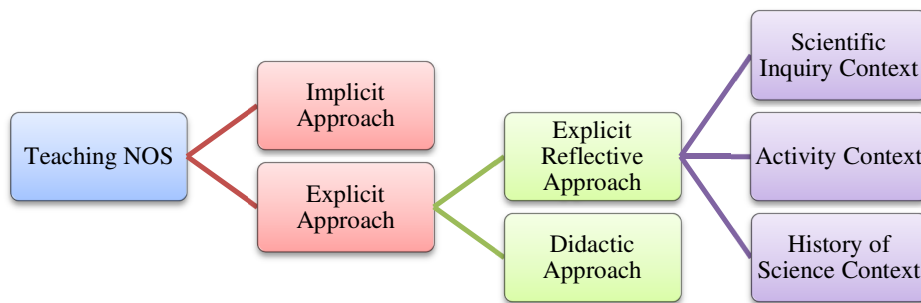 Teaching NOS
Implicit
Approach
Explicit
Approach
Explicit
Reflective
Approach
Didactic
Approach
Scientific
Inquiry Context
Activity Context
History of
Science Context